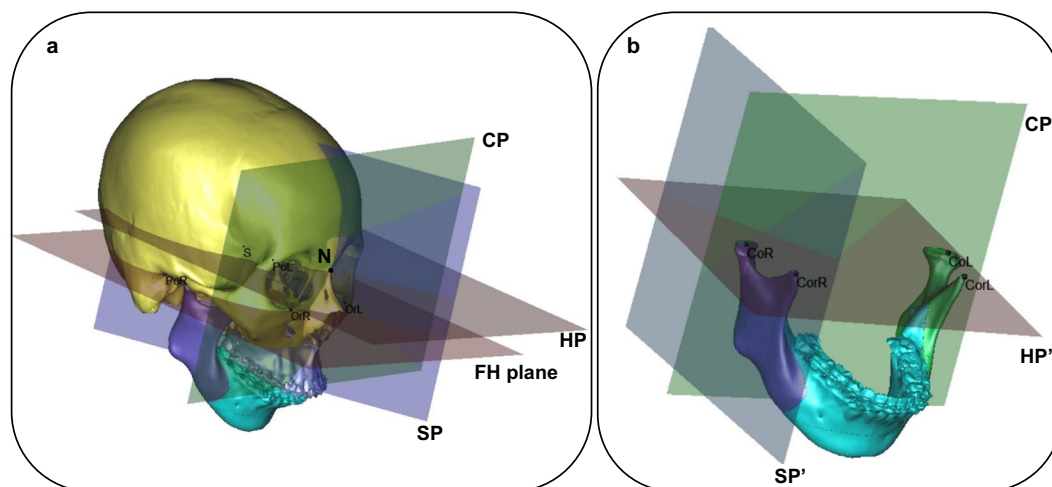 a
CP
S
PoL
N
PoR
OrR
OrL
HP
FH plane
SP
b
CP
CoR
CorR
CoL
CorL
HP’
SP’